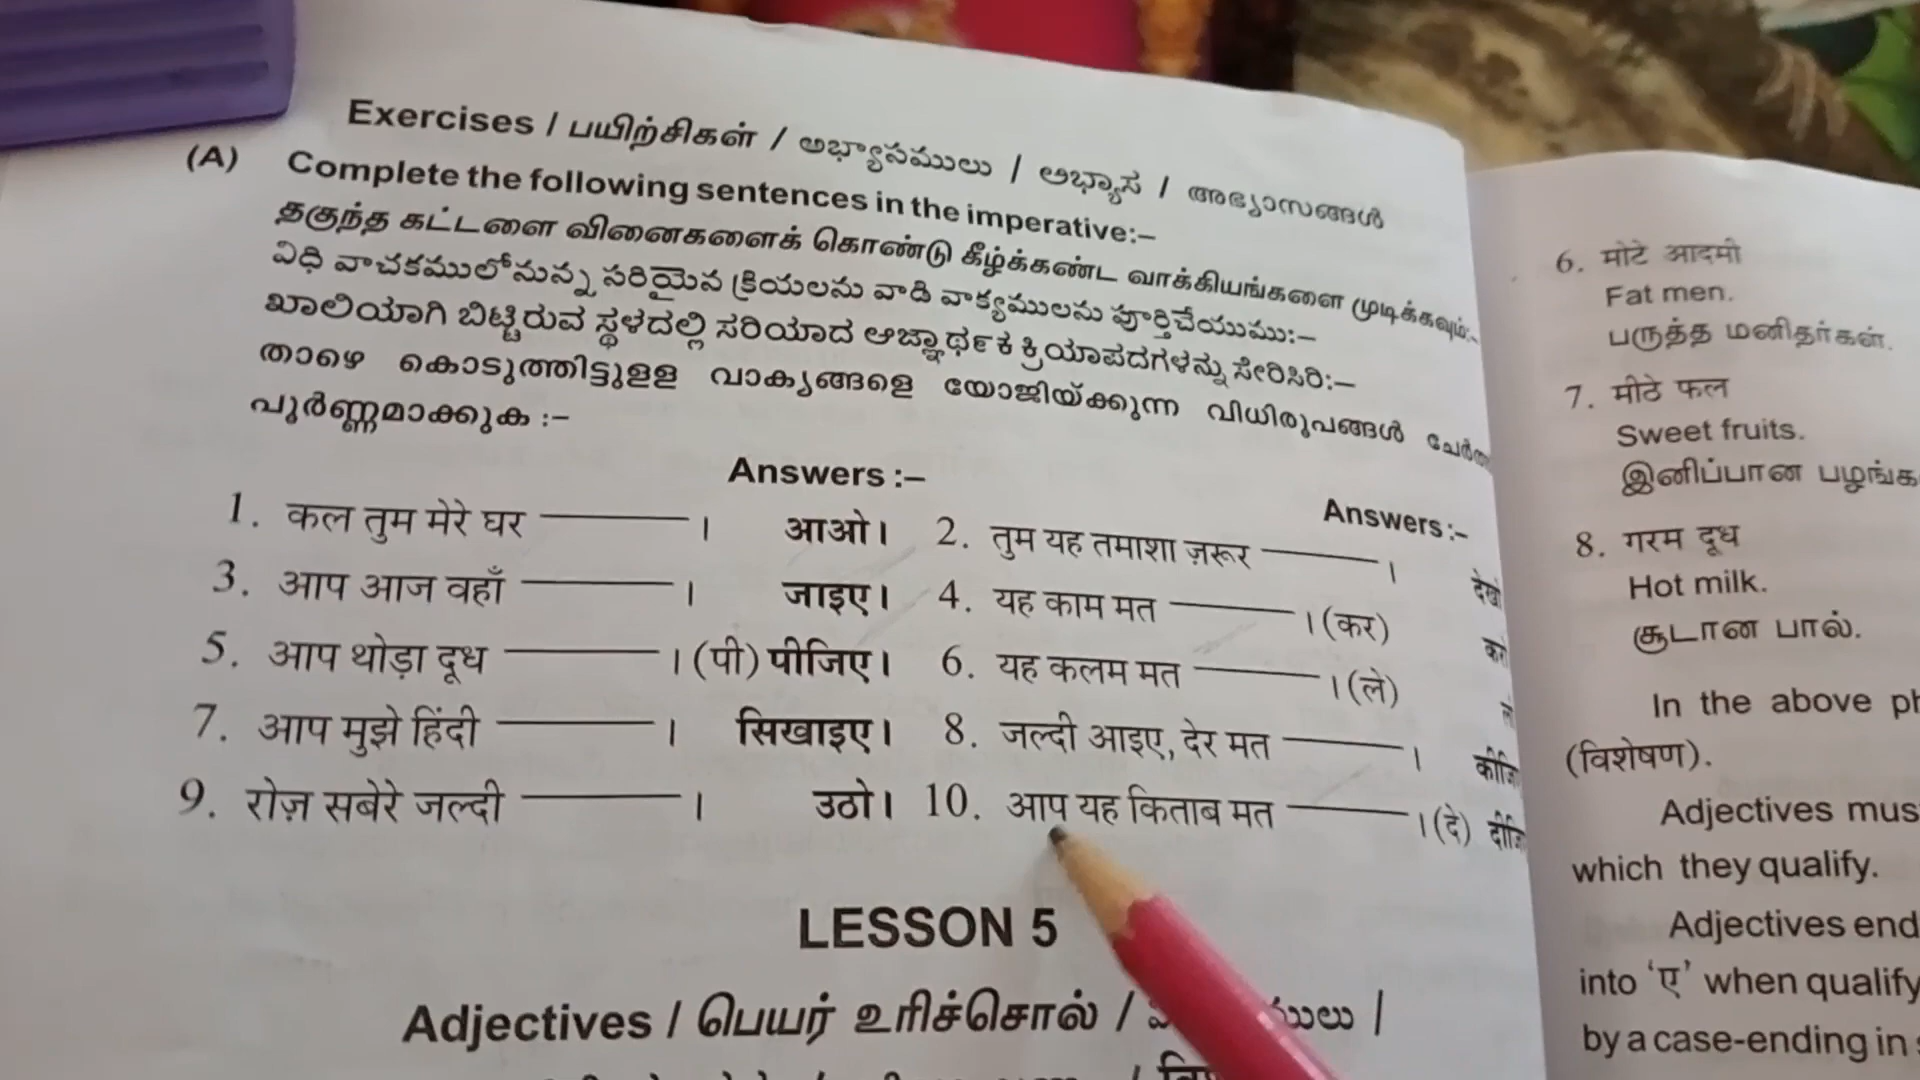 Exercises / பயிற்சிகள் / అభ్యాసములు / ಅಭ್ಯಾಸ / അഭ്യാസങ്ങൾ
(A) Complete the following sentences in the imperative:–
தகுந்த கட்டளை வினைகளைக் கொண்டு கீழ்க்கண்ட வாக்கியங்களை முடிக்கவும்:–
విధి వాచకములోనున్న సరియైన క్రియలను వాడి వాక్యములను పూర్తిచేయుము:–
ಖಾಲಿಯಾಗಿ ಬಿಟ್ಟಿರುವ ಸ್ಥಳದಲ್ಲಿ ಸರಿಯಾದ ಆಜ್ಞಾರ್ಥಕ ಕ್ರಿಯಾಪದಗಳನ್ನು ಸೇರಿಸಿರಿ:–
താഴെ കൊടുത്തിട്ടുളള വാക്യങ്ങളെ യോജിയ്ക്കുന്ന വിധിരൂപങ്ങൾ
പൂർണ്ണമാക്കുക :–
Answers :– Answers :–
1. कल तुम मेरे घर ——— । आओ। 2. तुम यह तमाशा ज़रूर ——— । देखो
3. आप आज वहाँ ——— । जाइए। 4. यह काम मत ——— । (कर) करो
5. आप थोड़ा दूध ——— । (पी) पीजिए। 6. यह कलम मत ——— । (ले)
7. आप मुझे हिंदी ——— । सिखाइए। 8. जल्दी आइए, देर मत ——— ।
9. रोज़ सबेरे जल्दी ——— । उठो। 10. आप यह किताब मत ——— । (दे)
LESSON 5
Adjectives / பெயர் உரிச்சொல் /
6. मोटे आदमी
Fat men.
பருத்த மனிதர்கள்.
7. मीठे फल
Sweet fruits.
இனிப்பான
8. गरम दूध
Hot milk.
சூடான பால்.
In the above
(विशेषण).
Adjectives
which they qualify.
Adjectives end
into ‘ए’ when qualify
by a case-ending in